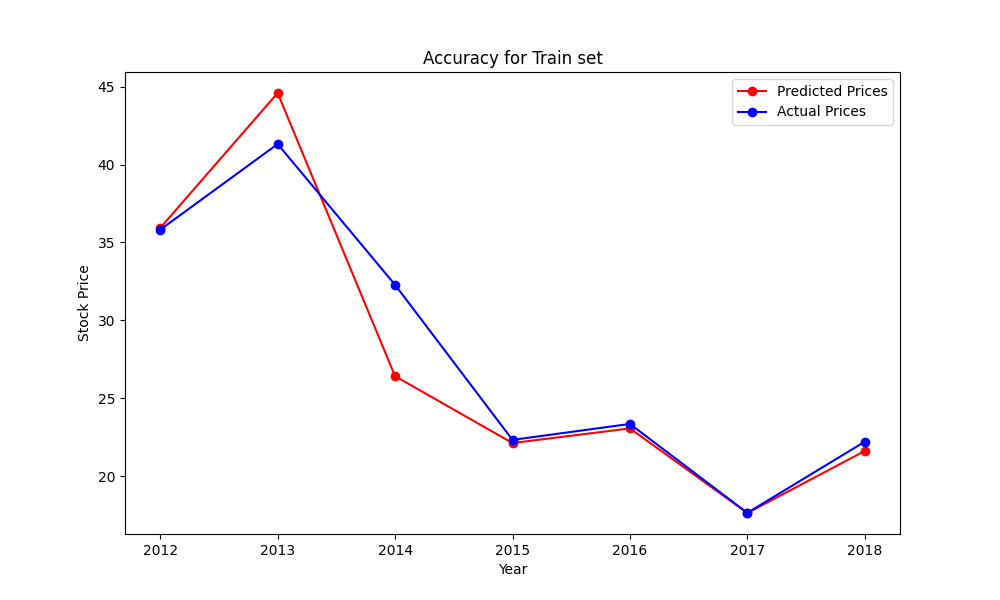 Accuracy for Train set
Predicted Prices
Actual Prices
45
40
35
30
25
20
Stock Price
2012 2013 2014 2015 2016 2017 2018
Year